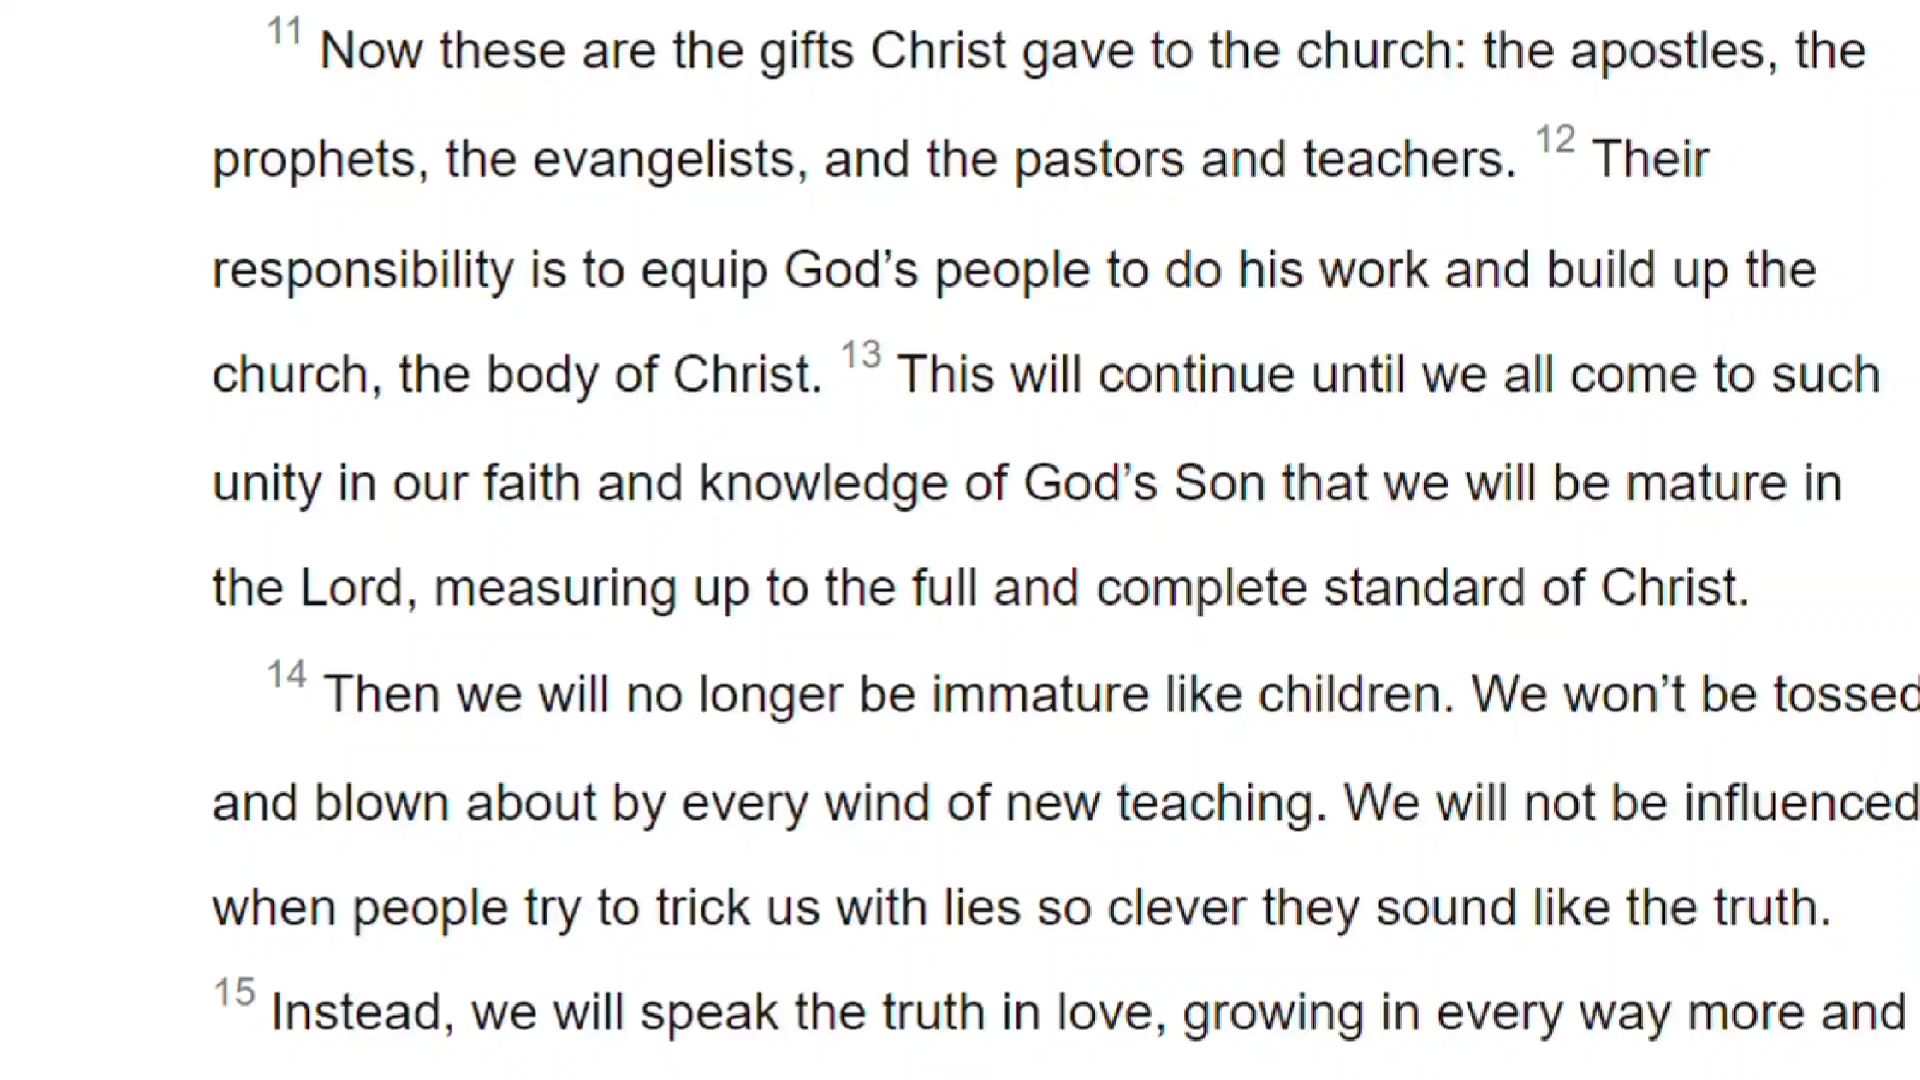 11 Now these are the gifts Christ gave to the church: the apostles, the
prophets, the evangelists, and the pastors and teachers. 12 Their
responsibility is to equip God’s people to do his work and build up the
church, the body of Christ. 13 This will continue until we all come to such
unity in our faith and knowledge of God’s Son that we will be mature in
the Lord, measuring up to the full and complete standard of Christ.
14 Then we will no longer be immature like children. We won’t be tossed
and blown about by every wind of new teaching. We will not be influenced
when people try to trick us with lies so clever they sound like the truth.
15 Instead, we will speak the truth in love, growing in every way more and